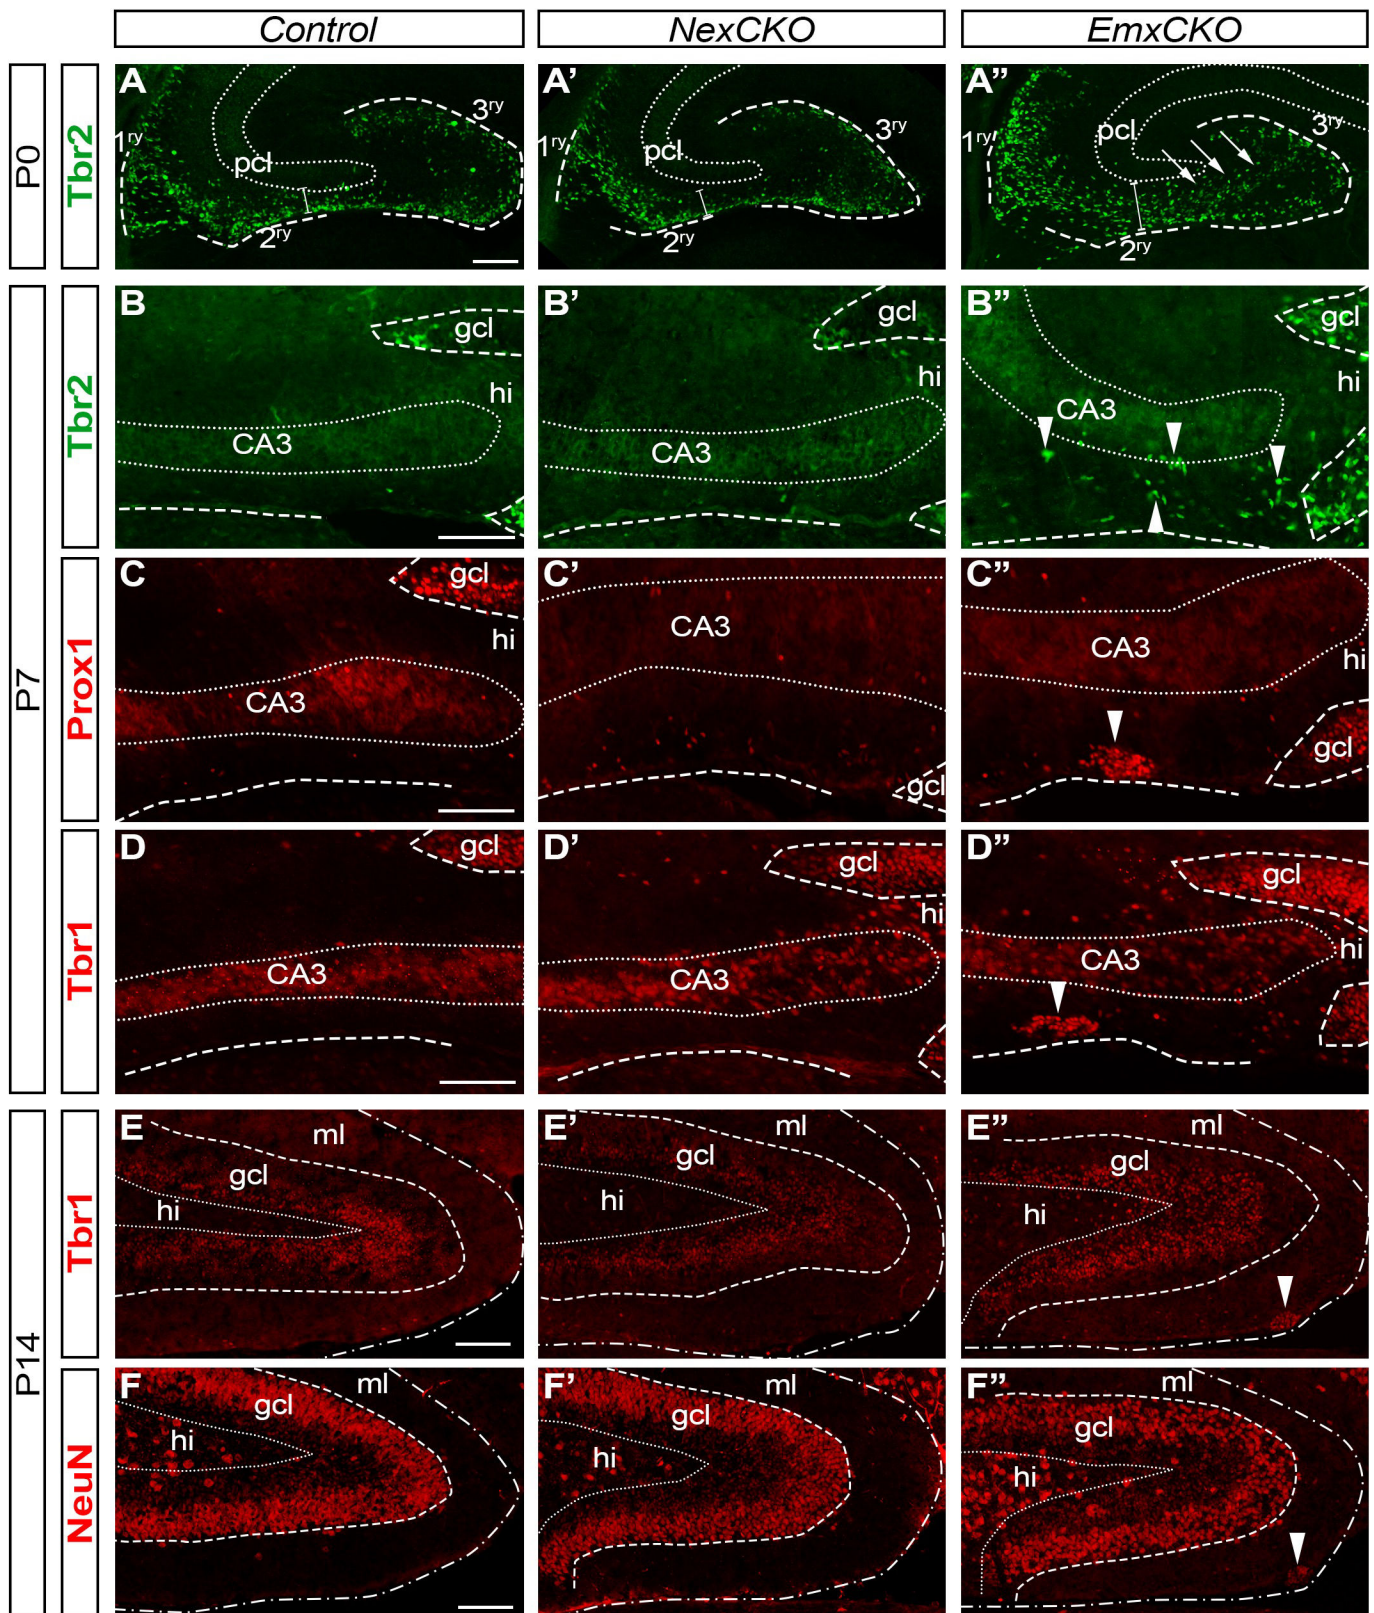 Control NexCKO EmxCKO
P0
Tbr2
A 1ry pcl 3ry 2ry
A' 1ry pcl 3ry 2ry
A" 1ry pcl 3ry 2ry
P7
Tbr2
B gcl hi CA3
B' gcl hi CA3
B" gcl hi CA3
Prox1
C gcl hi CA3
C' CA3 gcl
C" CA3 hi gcl
Tbr1
D gcl CA3
D' gcl hi CA3
D" gcl hi CA3
P14
Tbr1
E ml gcl hi
E' ml gcl hi
E" ml gcl hi
NeuN
F ml gcl hi
F' ml gcl hi
F" ml gcl hi